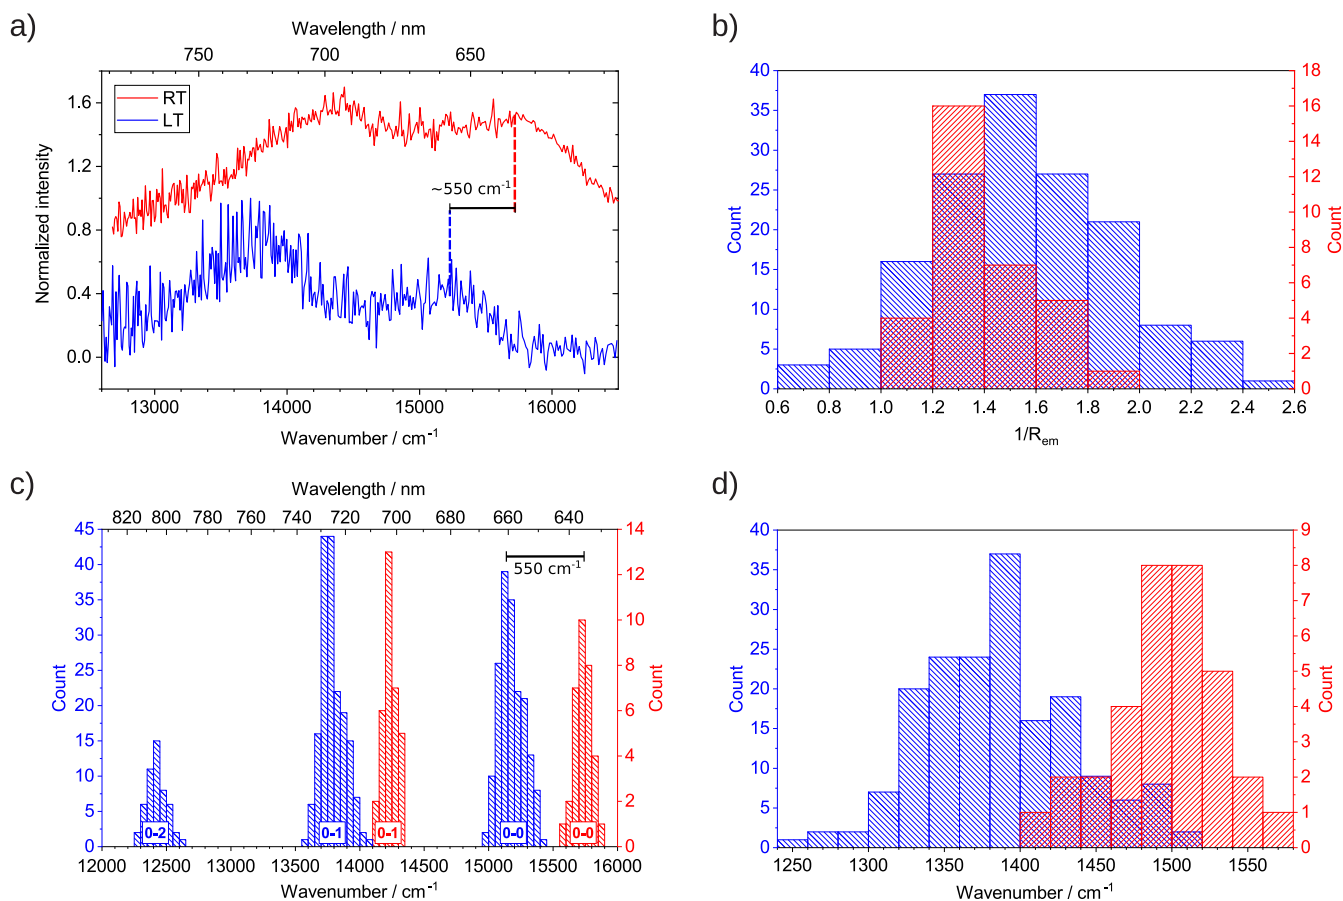 a)
Wavelength / nm
750 700 650
RT
LT
Normalized intensity
1.6
1.2
0.8
0.4
0.0
~550 cm⁻¹
13000 14000 15000 16000
Wavenumber / cm⁻¹
b)
Count
40
35
30
25
20
15
10
5
0
18
16
14
12
10
8
6
4
2
0
Count
0.6 0.8 1.0 1.2 1.4 1.6 1.8 2.0 2.2 2.4 2.6
1/Rem
c)
Wavelength / nm
820 800 780 760 740 720 700 680 660 640
Count
45
40
35
30
25
20
15
10
5
0
14
12
10
8
6
4
2
0
Count
550 cm⁻¹
0-2 0-1 0-1 0-0 0-0
12000 13000 14000 15000 16000
Wavenumber / cm⁻¹
d)
Count
40
35
30
25
20
15
10
5
0
9
8
7
6
5
4
3
2
1
0
Count
1250 1300 1350 1400 1450 1500 1550
Wavenumber / cm⁻¹